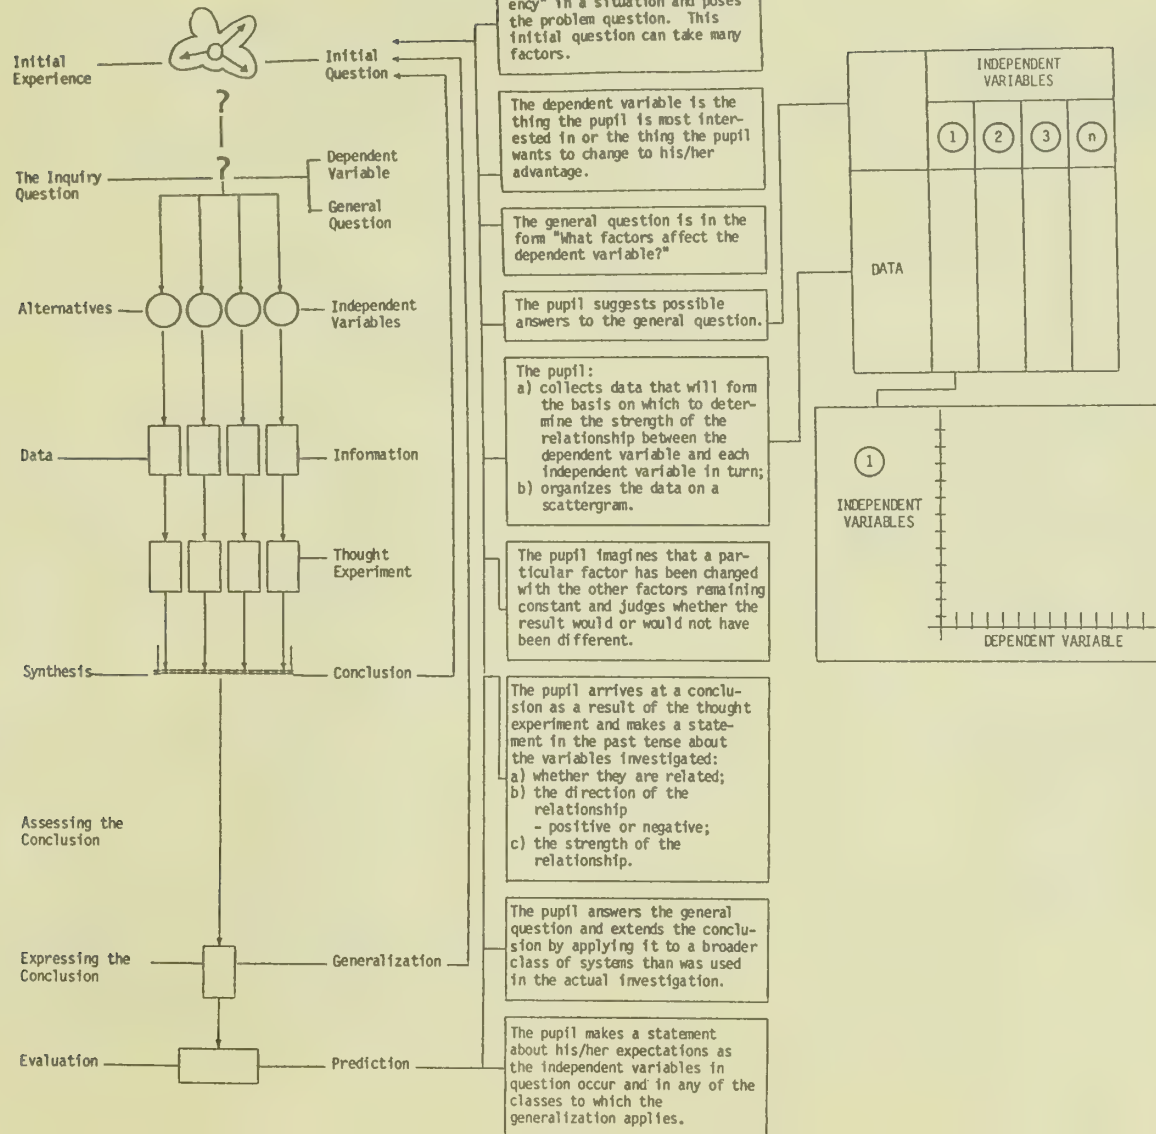 Initial
Experience
Initial
Question
?
The Inquiry
Question
?
Dependent
Variable
General
Question
Alternatives
Independent
Variables
Data
Information
Thought
Experiment
Synthesis
Conclusion
Assessing the
Conclusion
Expressing the
Conclusion
Generalization
Evaluation
Prediction
ency" in a situation and poses
the problem question. This
initial question can take many
factors.
The dependent variable is the
thing the pupil is most inter-
ested in or the thing the pupil
wants to change to his/her
advantage.
The general question is in the
form "What factors affect the
dependent variable?"
The pupil suggests possible
answers to the general question.
The pupil:
a) collects data that will form
the basis on which to deter-
mine the strength of the
relationship between the
dependent variable and each
independent variable in turn;
b) organizes the data on a
scattergram.
The pupil imagines that a par-
ticular factor has been changed
with the other factors remaining
constant and judges whether the
result would or would not have
been different.
The pupil arrives at a conclu-
sion as a result of the thought
experiment and makes a state-
ment in the past tense about
the variables investigated:
a) whether they are related;
b) the direction of the
relationship
- positive or negative;
c) the strength of the
relationship.
The pupil answers the general
question and extends the conclu-
sion by applying it to a broader
class of systems than was used
in the actual investigation.
The pupil makes a statement
about his/her expectations as
the independent variables in
question occur and in any of the
classes to which the
generalization applies.
INDEPENDENT
VARIABLES
1 2 3 n
DATA
1
INDEPENDENT
VARIABLES
DEPENDENT VARIABLE